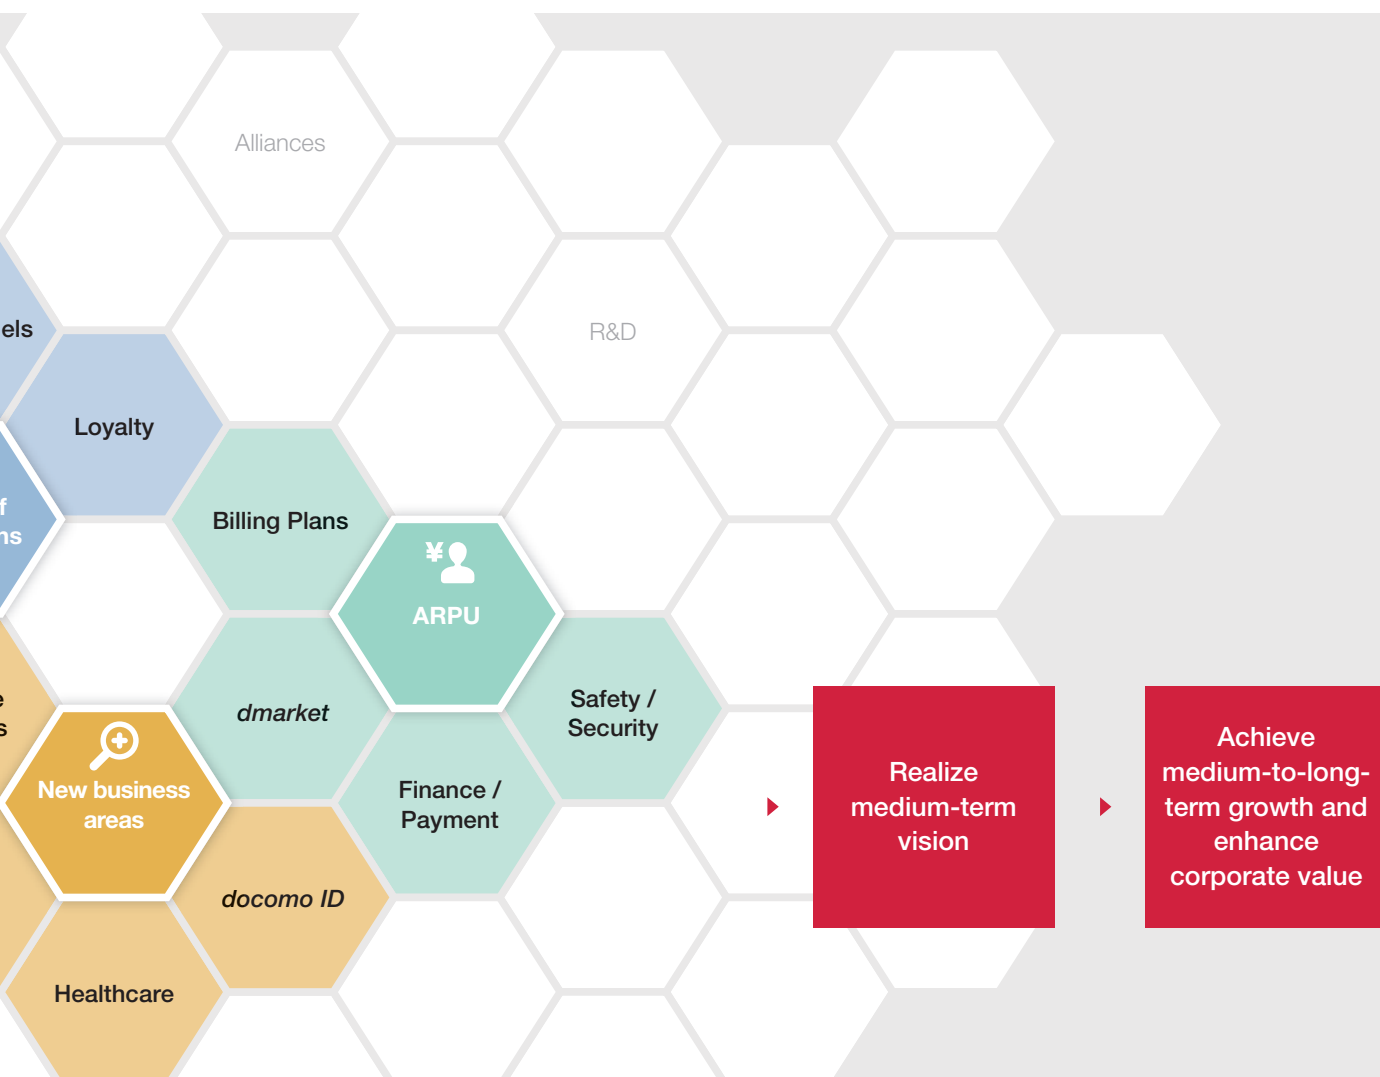 Alliances
R&D
els
Loyalty
f
ns
Billing Plans
¥
ARPU
e
s
dmarket
Safety /
Security
New business
areas
Finance /
Payment
docomo ID
Healthcare
Realize
medium-term
vision
Achieve
medium-to-long-
term growth and
enhance
corporate value